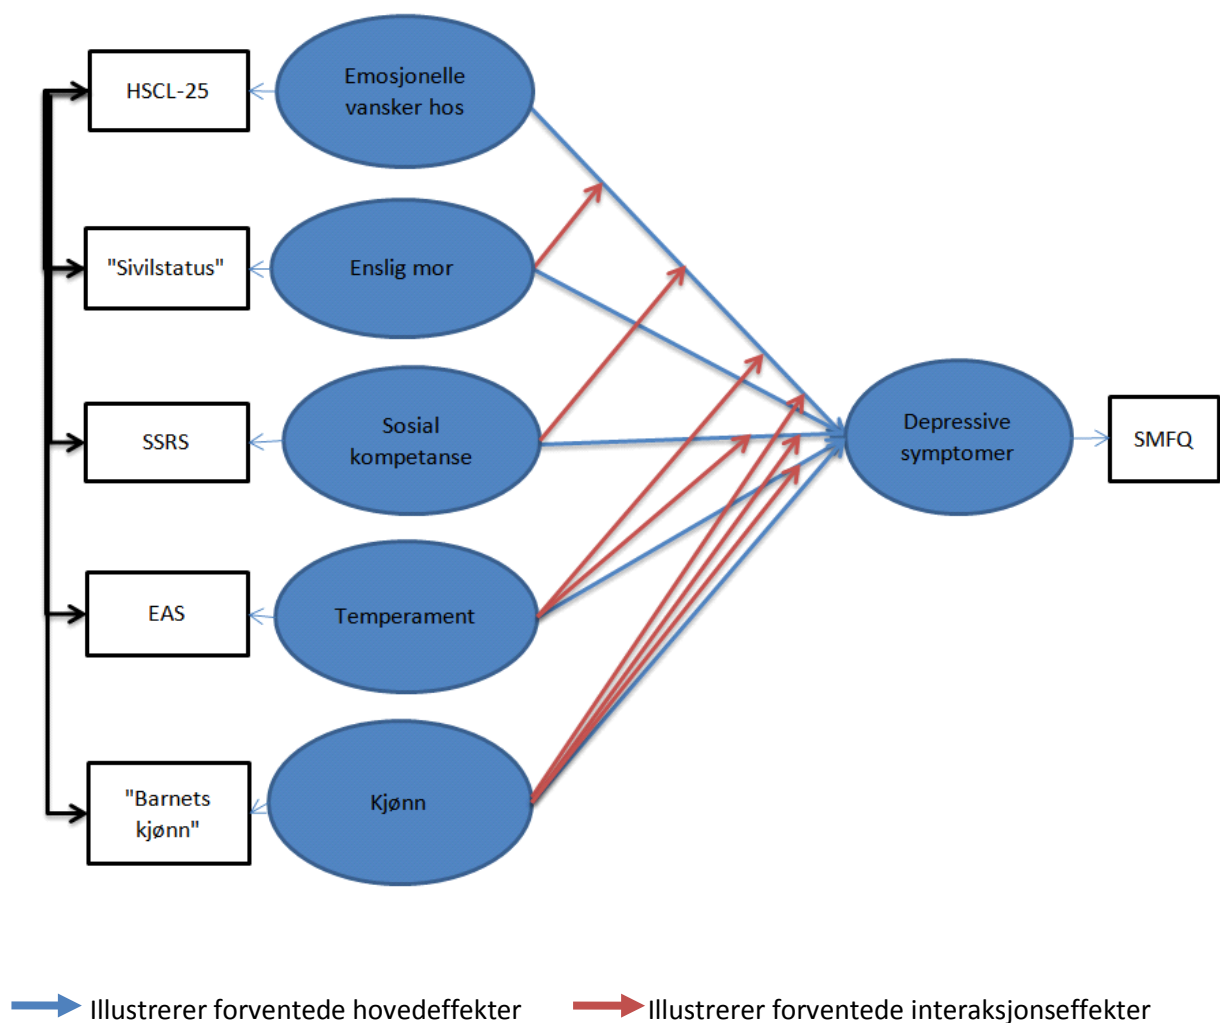 HSCL-25
Emosjonelle
vansker hos
"Sivilstatus"
Enslig mor
SSRS
Sosial
kompetanse
Depressive
symptomer
SMFQ
EAS
Temperament
"Barnets
kjønn"
Kjønn
Illustrerer forventede hovedeffekter
Illustrerer forventede interaksjonseffekter